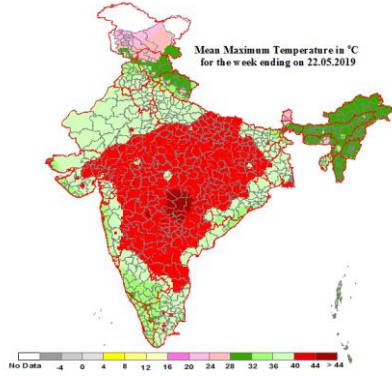 Mean Maximum Temperature in °C
for the week ending on 22.05.2019
No Data -4 0 4 8 12 16 20 24 28 32 36 40 44 > 44